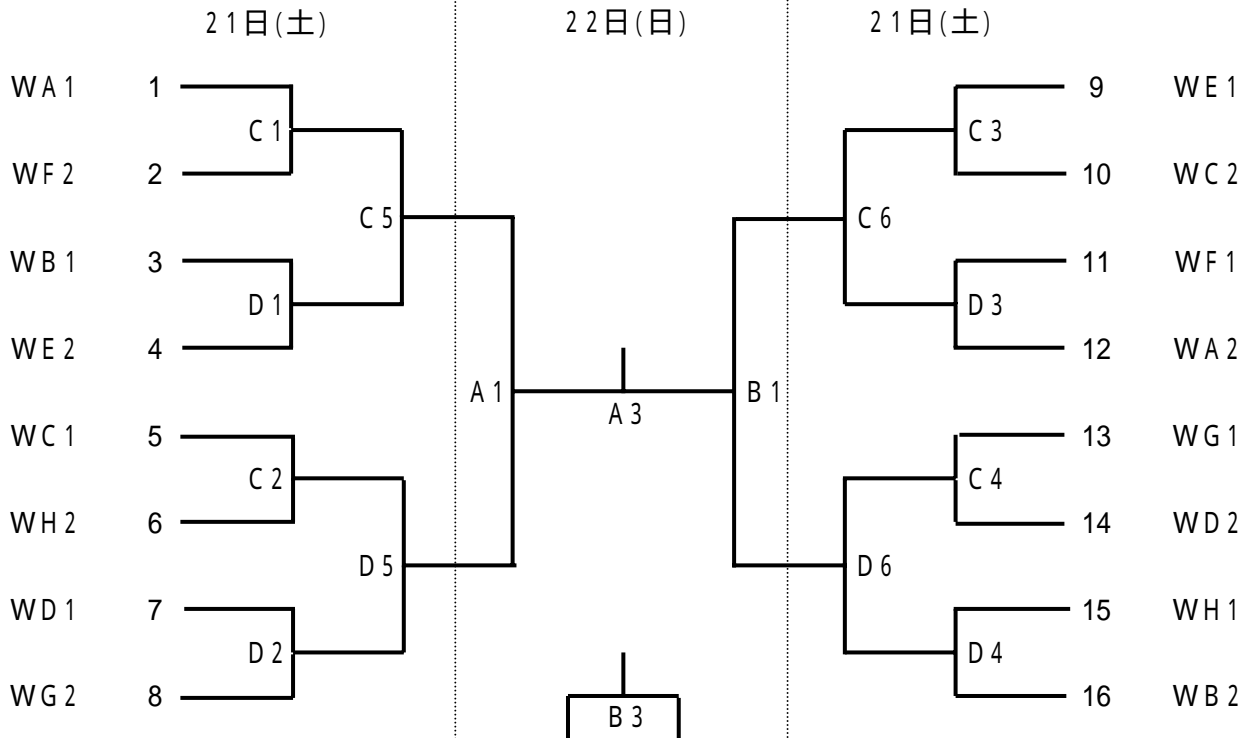 21日(土) 22日(日) 21日(土)
WA1 1 9 WE1
C1 C3
WF2 2 10 WC2
C5 C6
WB1 3 11 WF1
D1 D3
WE2 4 12 WA2
A1 B1
A3
WC1 5 13 WG1
C2 C4
WH2 6 14 WD2
D5 D6
WD1 7 15 WH1
D2 D4
WG2 8 16 WB2
B3